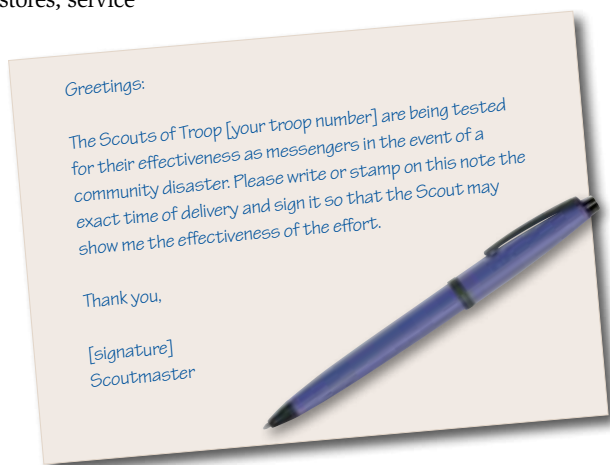 stores, service
Greetings:
The Scouts of Troop [your troop number] are being tested
for their effectiveness as messengers in the event of a
community disaster. Please write or stamp on this note the
exact time of delivery and sign it so that the Scout may
show me the effectiveness of the effort.
Thank you,
[signature]
Scoutmaster